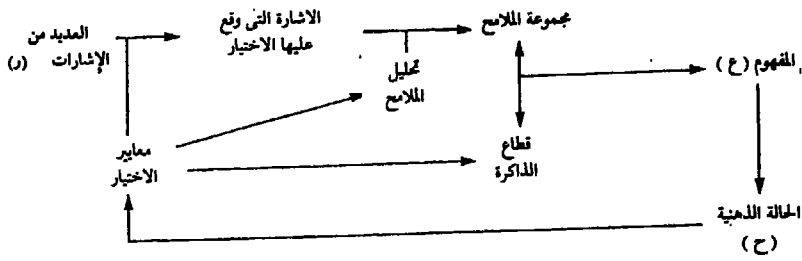 العديد من
الإشارات (ر)
الاشارة التى وقع
عليها الاختيار
مجموعة الملامح
تحليل
الملامح
المفهوم (ع)
معايير
الاختيار
قطاع
الذاكرة
الحالة الذهنية
(ح)